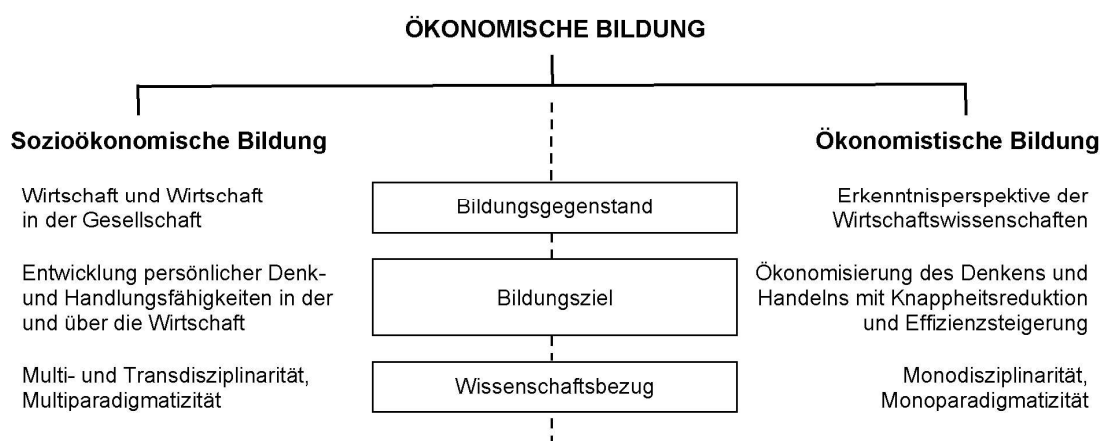 ÖKONOMISCHE BILDUNG
Sozioökonomische Bildung
Ökonomistische Bildung
Wirtschaft und Wirtschaft
in der Gesellschaft
Bildungsgegenstand
Erkenntnisperspektive der
Wirtschaftswissenschaften
Entwicklung persönlicher Denk-
und Handlungsfähigkeiten in der
und über die Wirtschaft
Bildungsziel
Ökonomisierung des Denkens und
Handelns mit Knappheitsreduktion
und Effizienzsteigerung
Multi- und Transdisziplinarität,
Multiparadigmatizität
Wissenschaftsbezug
Monodisziplinarität,
Monoparadigmatizität